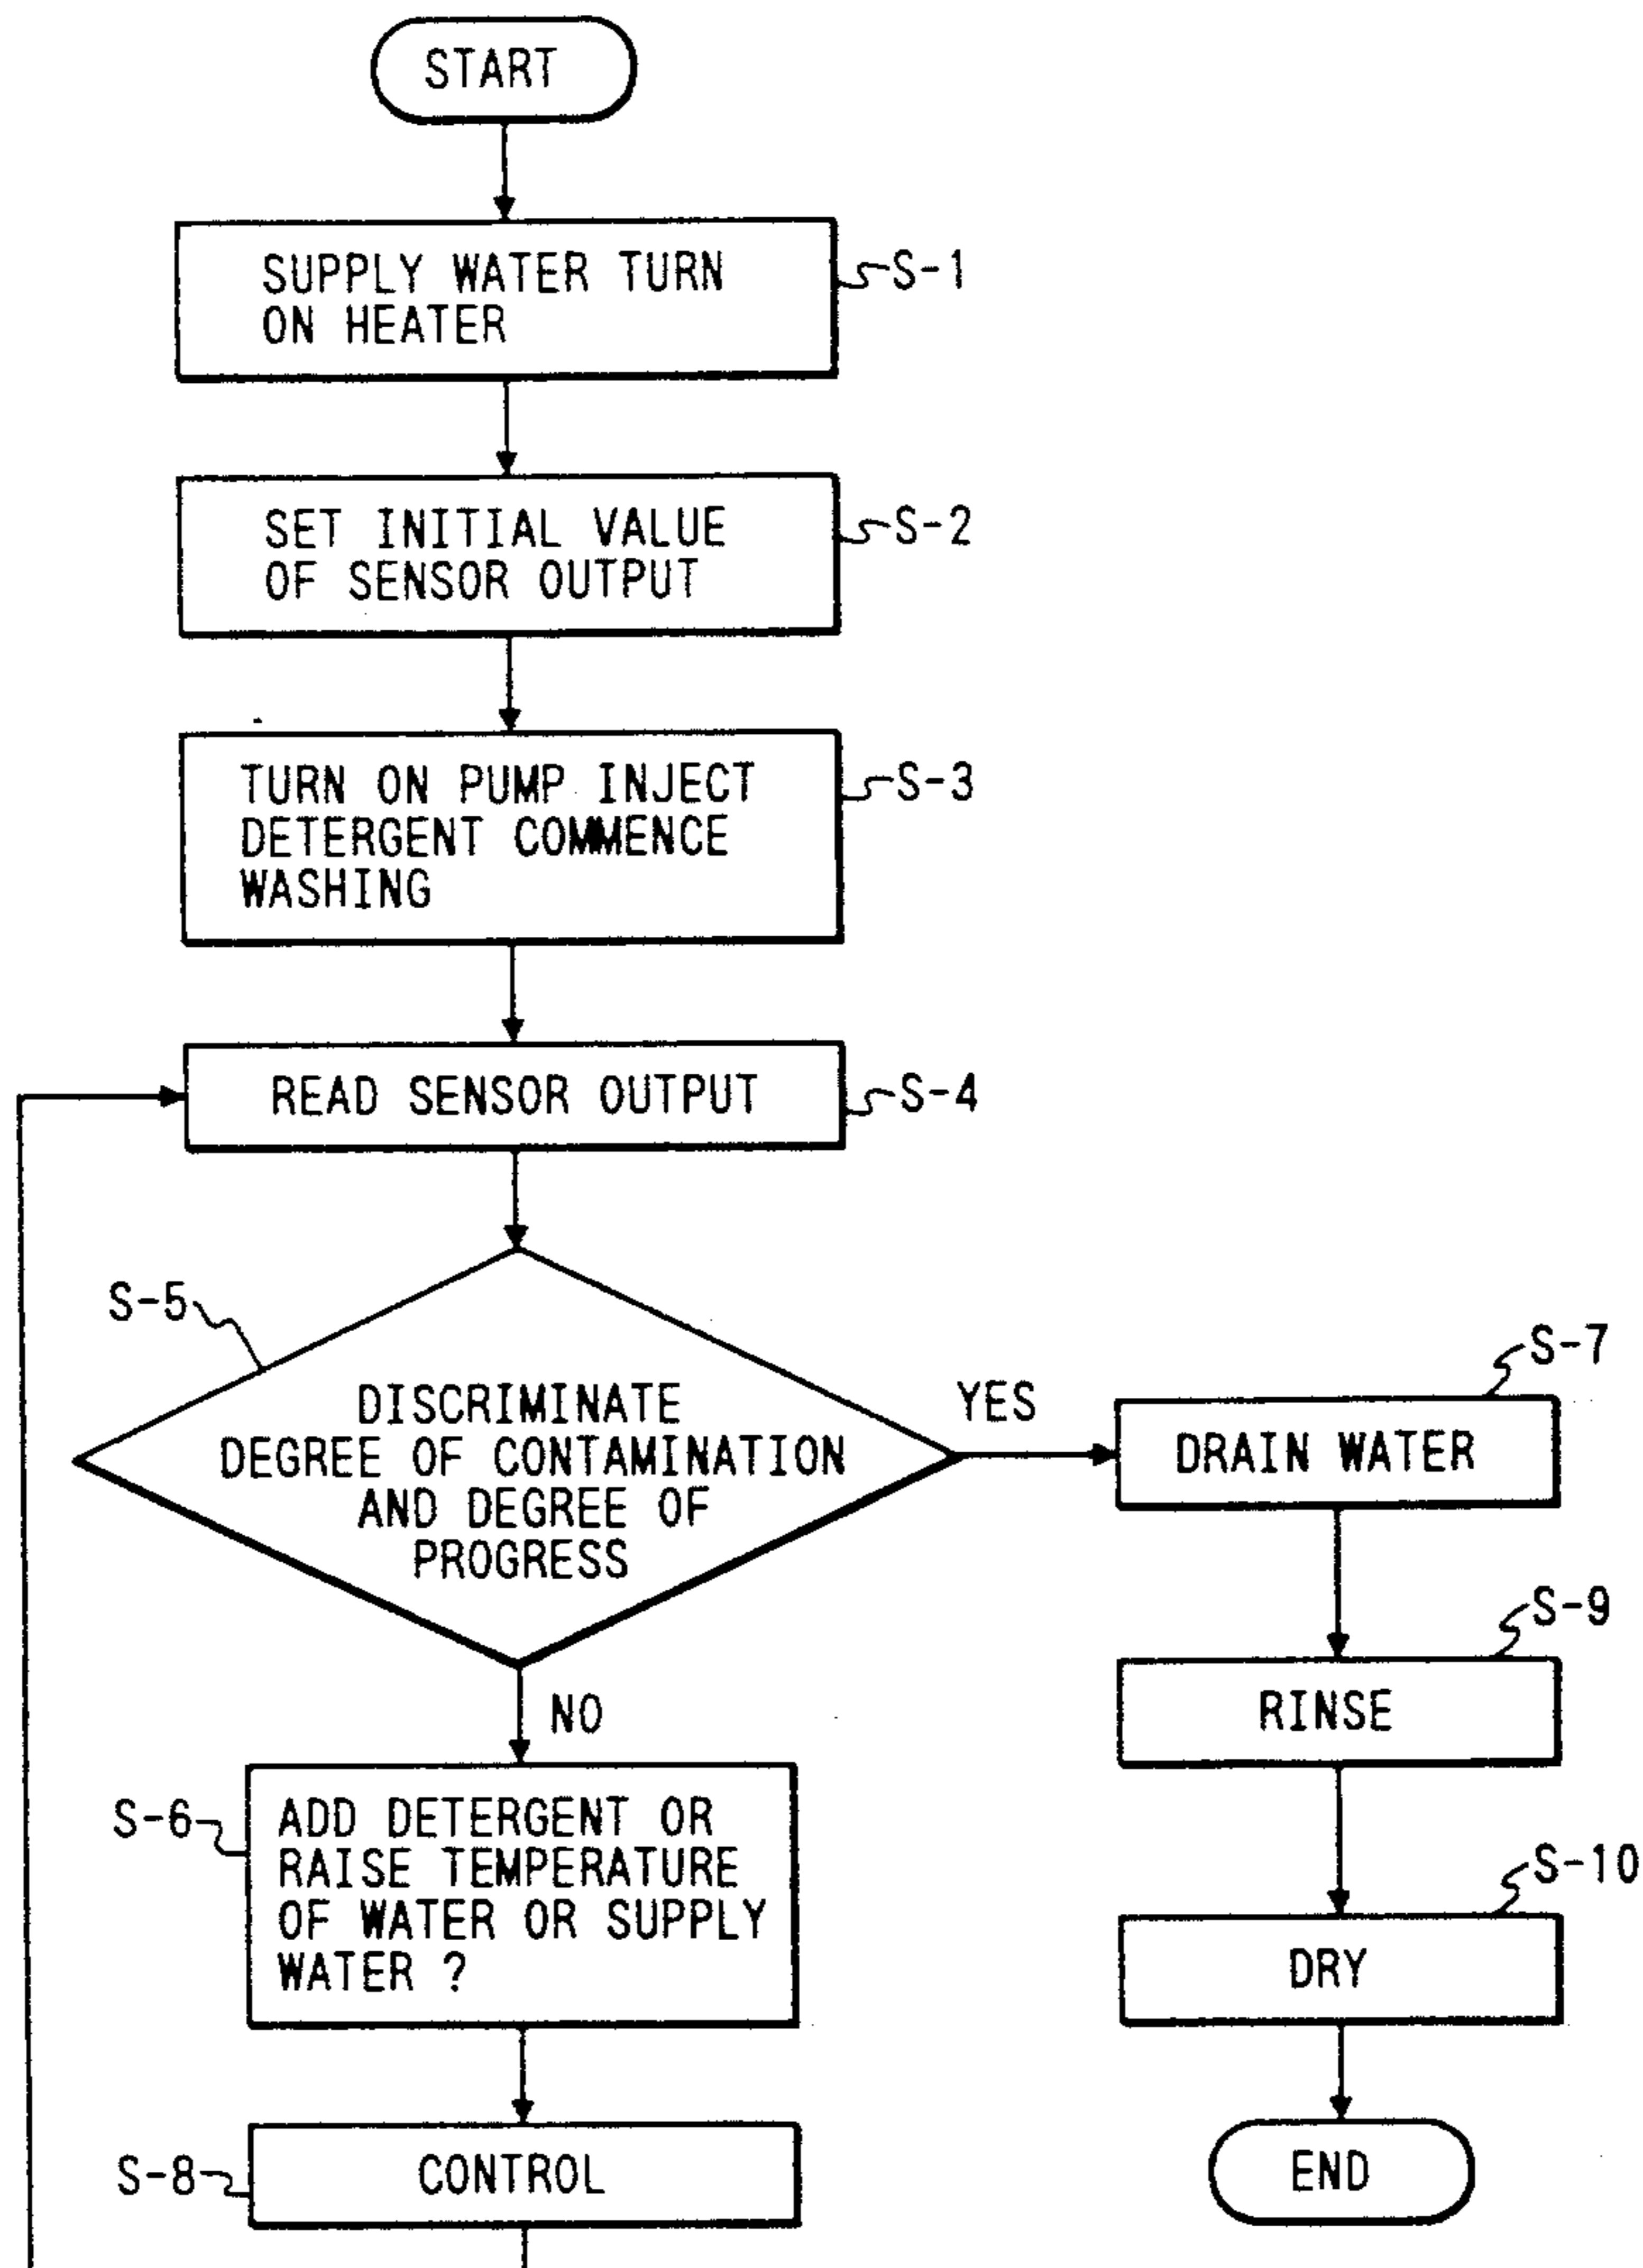 START
SUPPLY WATER TURN
ON HEATER
S-1
SET INITIAL VALUE
OF SENSOR OUTPUT
S-2
TURN ON PUMP INJECT
DETERGENT COMMENCE
WASHING
S-3
READ SENSOR OUTPUT
S-4
S-5
DISCRIMINATE
DEGREE OF CONTAMINATION
AND DEGREE OF
PROGRESS
YES
S-7
DRAIN WATER
S-9
RINSE
NO
S-6
ADD DETERGENT OR
RAISE TEMPERATURE
OF WATER OR SUPPLY
WATER ?
S-10
DRY
S-8
CONTROL
END